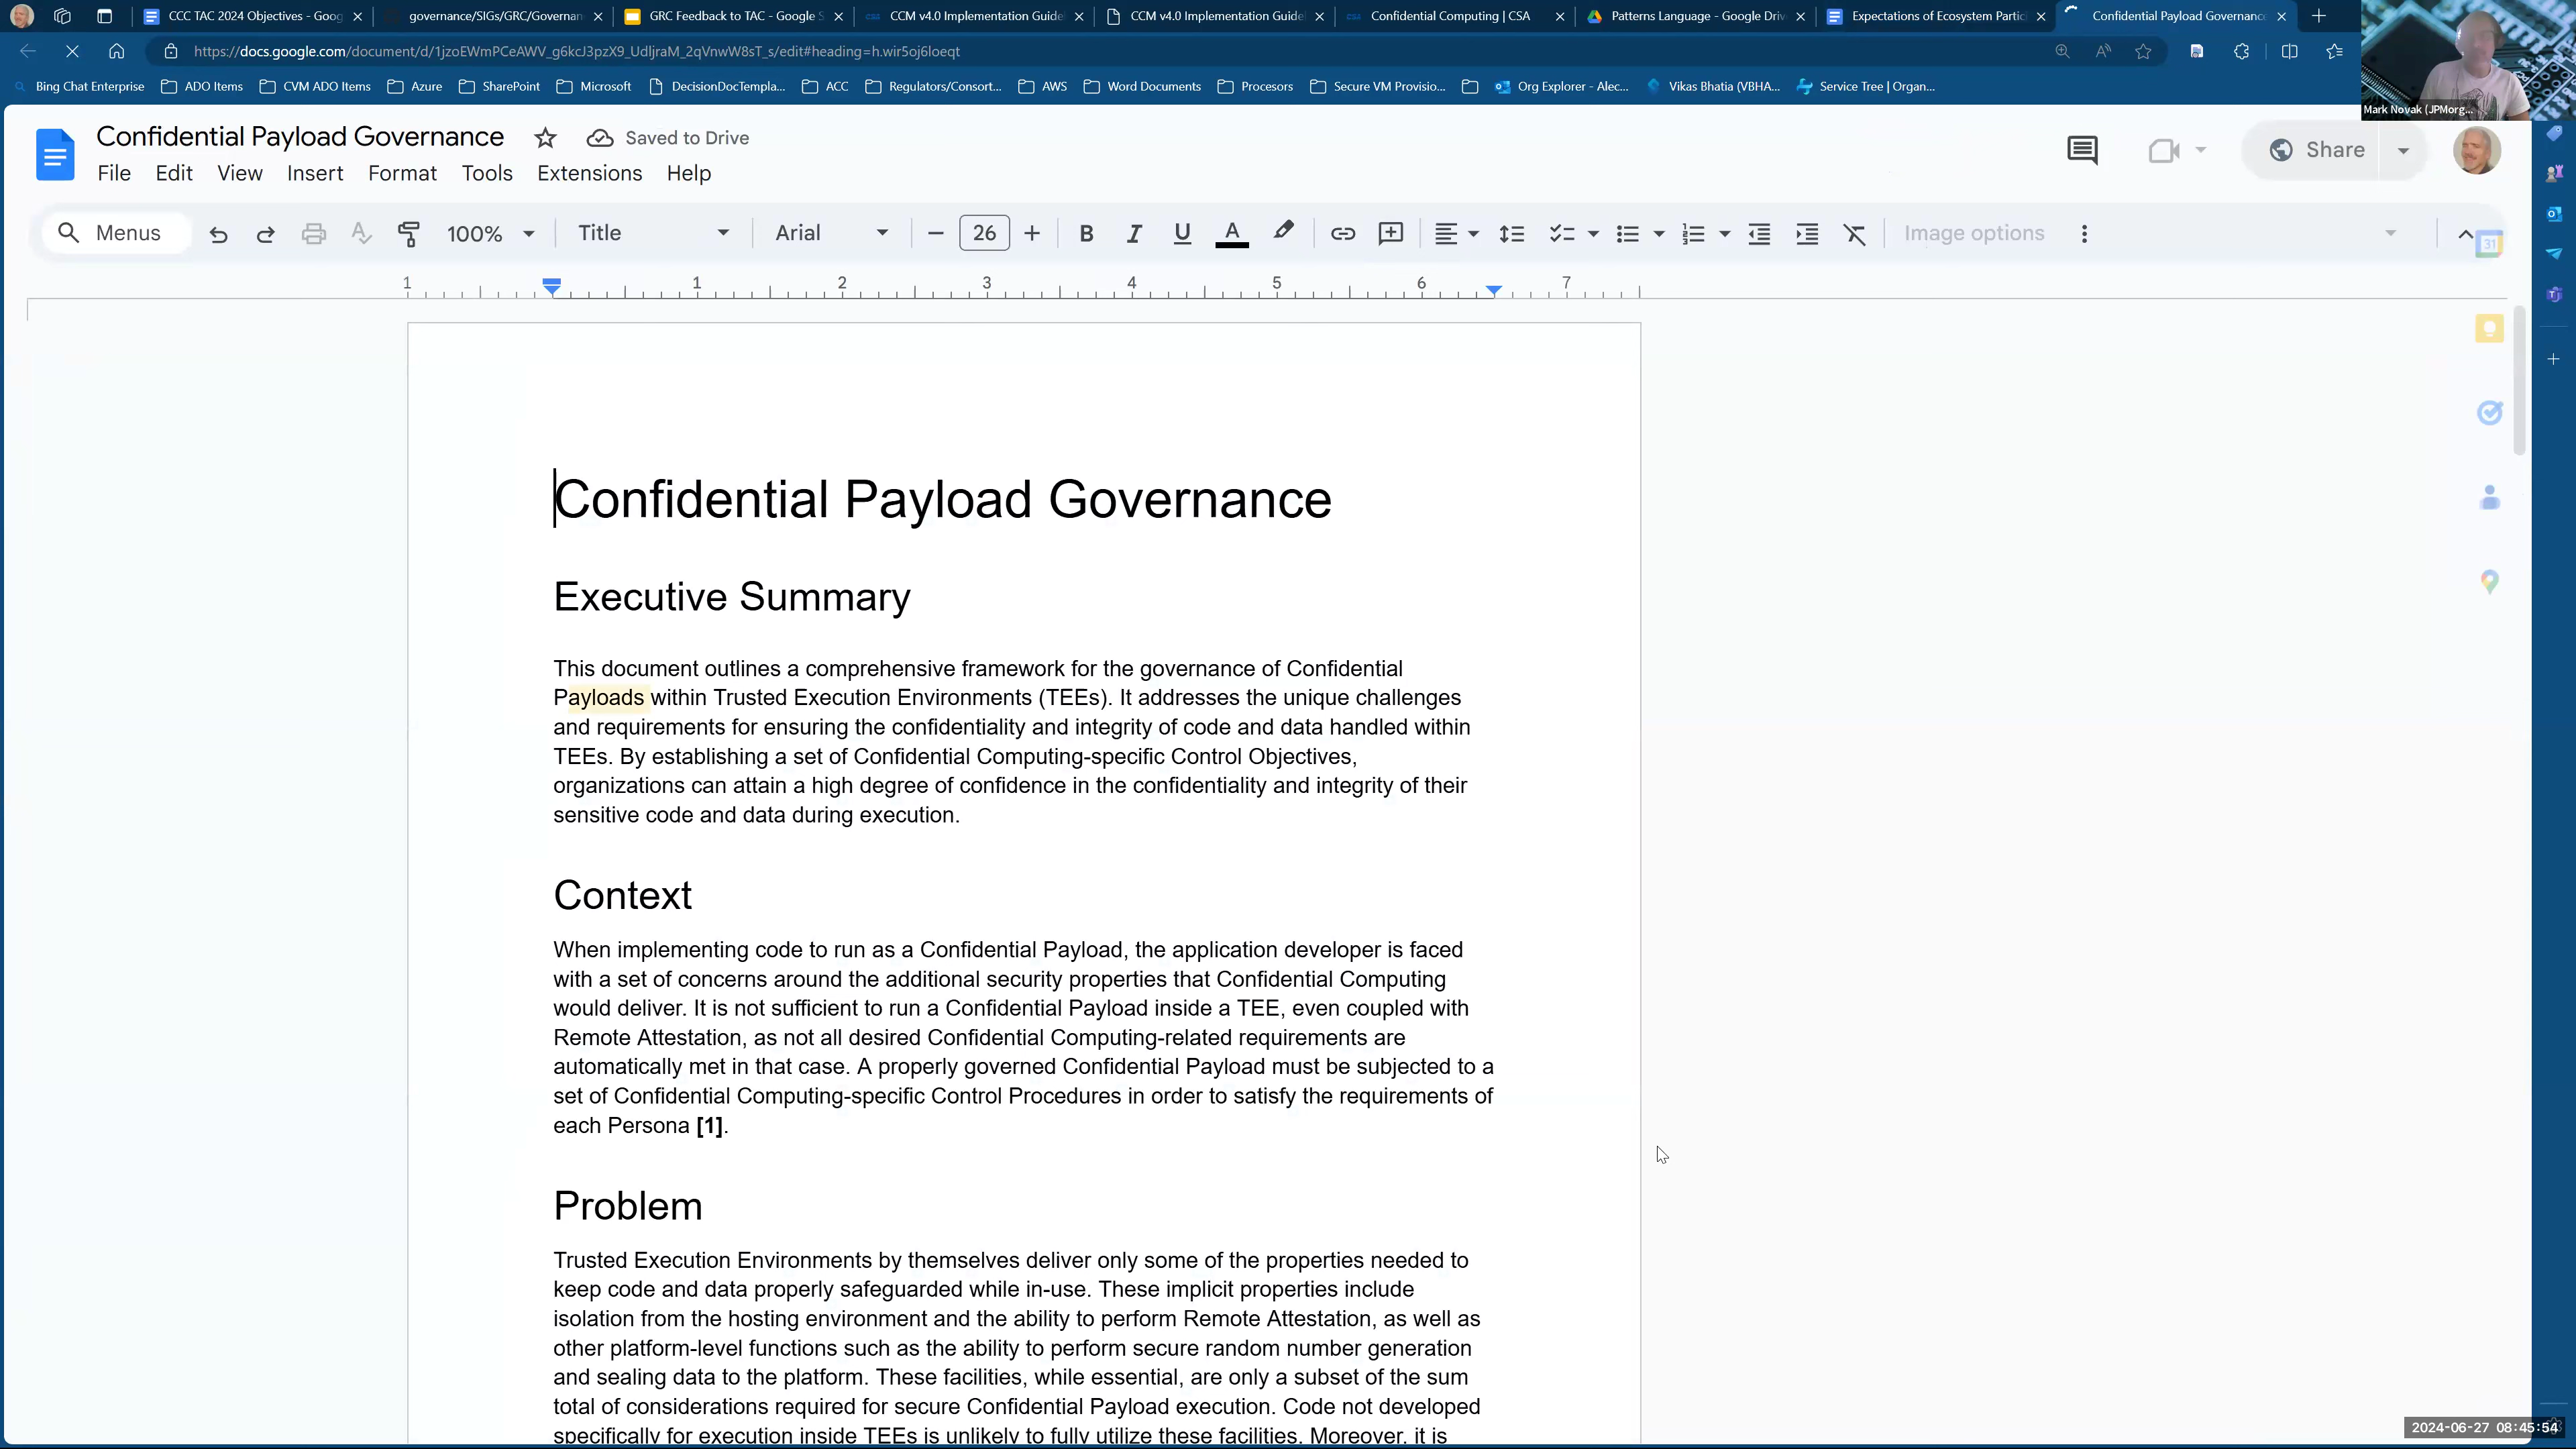 CCC TAC 2024 Objectives - Goog
governance/SIGs/GRC/Governan
GRC Feedback to TAC - Google S
CCM v4.0 Implementation Guide
CCM v4.0 Implementation Guide
Confidential Computing | CSA
Patterns Language - Google Driv
Expectations of Ecosystem Partic
Confidential Payload Governance
https://docs.google.com/document/d/1jzoEWmPCeAWV_g6kcJ3pzX9_UdljraM_2qVnwW8sT_s/edit#heading=h.wir5oj6loeqt
Bing Chat Enterprise
ADO Items
CVM ADO Items
Azure
SharePoint
Microsoft
DecisionDocTempla...
ACC
Regulators/Consort...
AWS
Word Documents
Procesors
Secure VM Provisio...
Org Explorer - Alec...
Vikas Bhatia (VBHA...
Service Tree | Organ...
Mark Novak (JPMorg...
Confidential Payload Governance
Saved to Drive
File Edit View Insert Format Tools Extensions Help
Share
Menus
100%
Title
Arial
26
B I U A
Image options
31
1 1 2 3 4 5 6 7
Confidential Payload Governance
Executive Summary
This document outlines a comprehensive framework for the governance of Confidential
Payloads within Trusted Execution Environments (TEEs). It addresses the unique challenges
and requirements for ensuring the confidentiality and integrity of code and data handled within
TEEs. By establishing a set of Confidential Computing-specific Control Objectives,
organizations can attain a high degree of confidence in the confidentiality and integrity of their
sensitive code and data during execution.
Context
When implementing code to run as a Confidential Payload, the application developer is faced
with a set of concerns around the additional security properties that Confidential Computing
would deliver. It is not sufficient to run a Confidential Payload inside a TEE, even coupled with
Remote Attestation, as not all desired Confidential Computing-related requirements are
automatically met in that case. A properly governed Confidential Payload must be subjected to a
set of Confidential Computing-specific Control Procedures in order to satisfy the requirements of
each Persona [1].
Problem
Trusted Execution Environments by themselves deliver only some of the properties needed to
keep code and data properly safeguarded while in-use. These implicit properties include
isolation from the hosting environment and the ability to perform Remote Attestation, as well as
other platform-level functions such as the ability to perform secure random number generation
and sealing data to the platform. These facilities, while essential, are only a subset of the sum
total of considerations required for secure Confidential Payload execution. Code not developed
specifically for execution inside TEEs is unlikely to fully utilize these facilities. Moreover, it is
2024-06-27 08:45:54